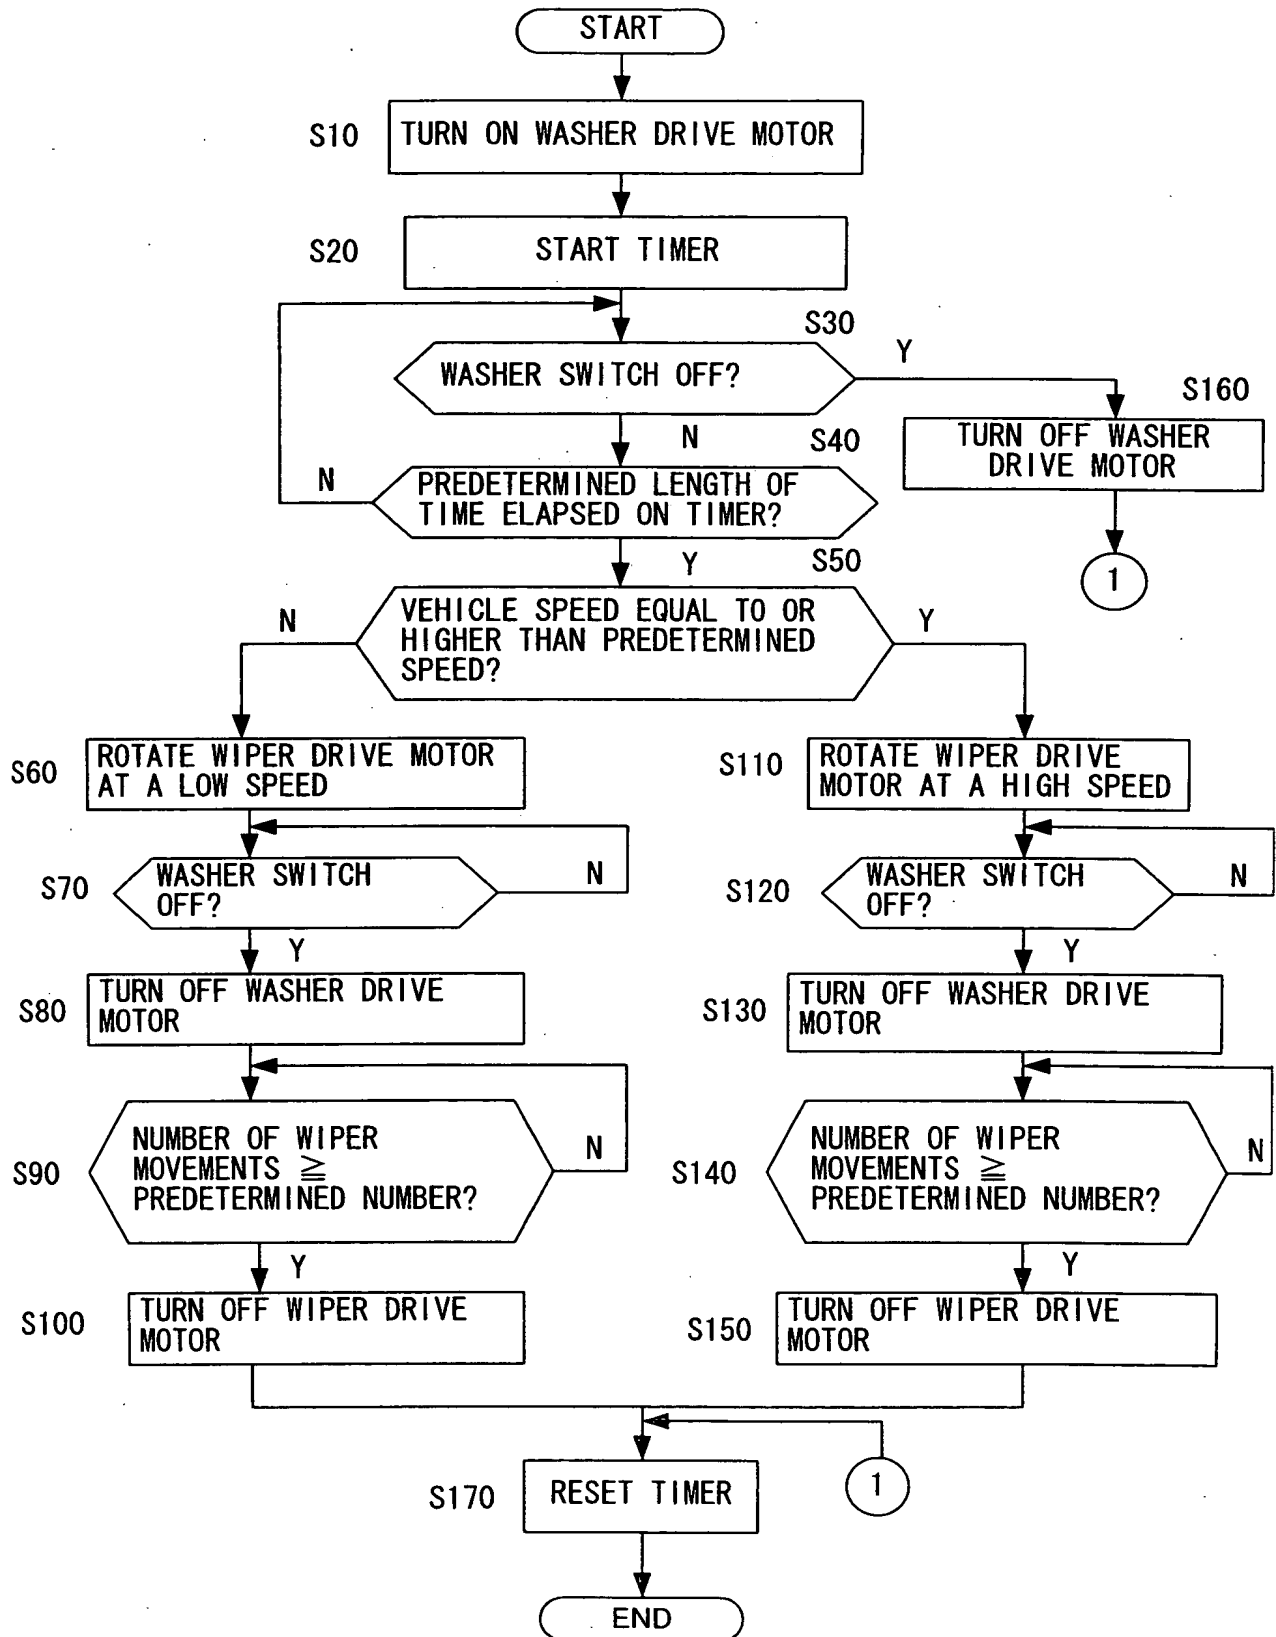 START
S10
TURN ON WASHER DRIVE MOTOR
S20
START TIMER
S30
WASHER SWITCH OFF?
Y
S160
TURN OFF WASHER
DRIVE MOTOR
N
S40
N
PREDETERMINED LENGTH OF
TIME ELAPSED ON TIMER?
1
Y
S50
N
VEHICLE SPEED EQUAL TO OR
HIGHER THAN PREDETERMINED
SPEED?
Y
S60
ROTATE WIPER DRIVE MOTOR
AT A LOW SPEED
S110
ROTATE WIPER DRIVE
MOTOR AT A HIGH SPEED
S70
WASHER SWITCH
OFF?
N
S120
WASHER SWITCH
OFF?
N
Y
Y
S80
TURN OFF WASHER DRIVE
MOTOR
S130
TURN OFF WASHER DRIVE
MOTOR
S90
NUMBER OF WIPER
MOVEMENTS ≧
PREDETERMINED NUMBER?
N
S140
NUMBER OF WIPER
MOVEMENTS ≧
PREDETERMINED NUMBER?
N
Y
Y
S100
TURN OFF WIPER DRIVE
MOTOR
S150
TURN OFF WIPER DRIVE
MOTOR
S170
RESET TIMER
1
END